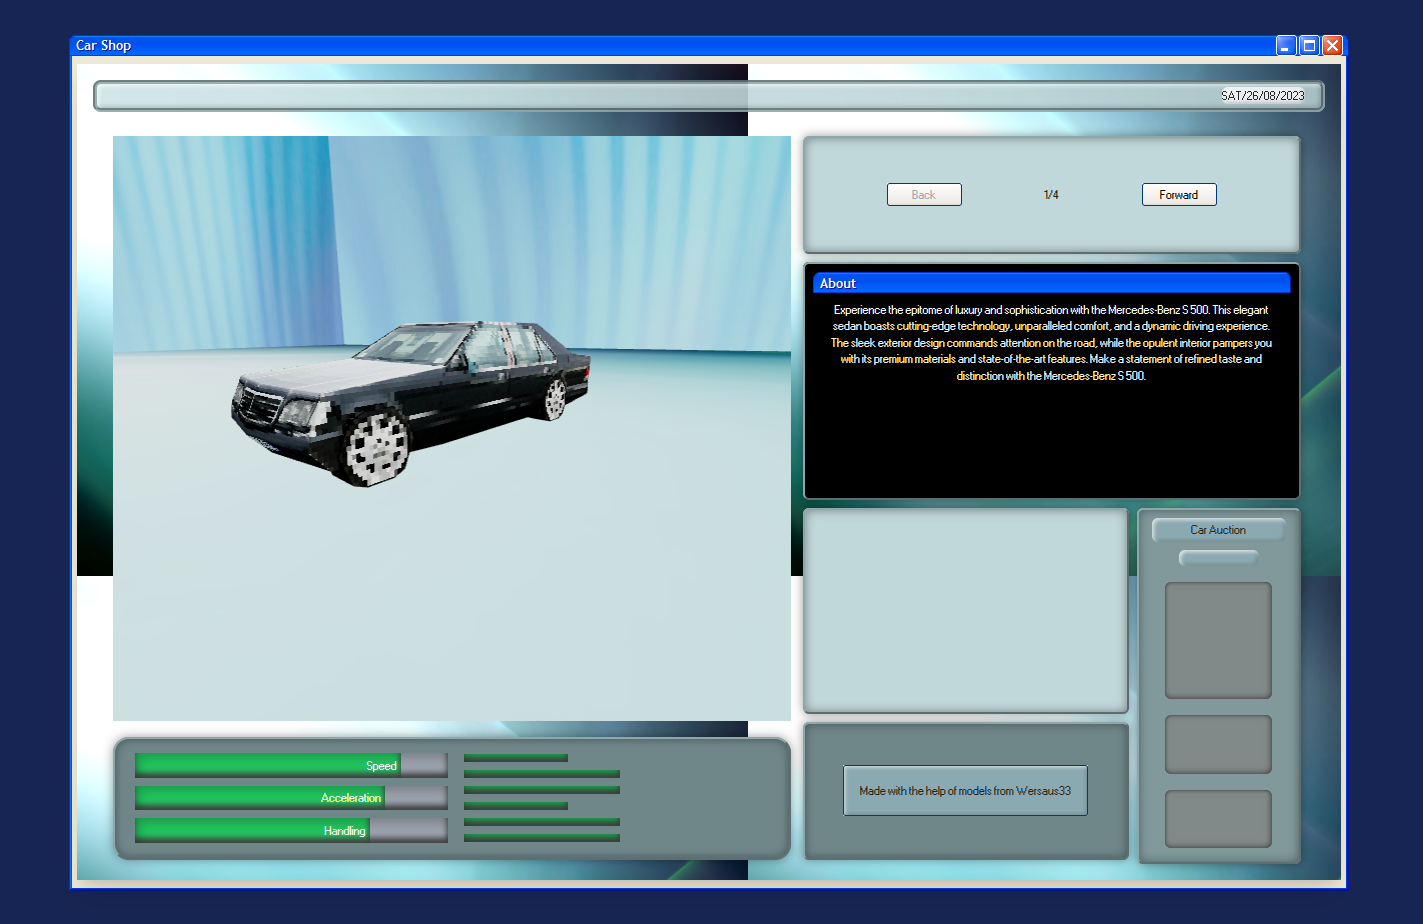 Car Shop
SAT/26/08/2023
Back
1/4
Forward
About
Experience the epitome of luxury and sophistication with the Mercedes-Benz S 500. This elegant
sedan boasts cutting-edge technology, unparalleled comfort, and a dynamic driving experience.
The sleek exterior design commands attention on the road, while the opulent interior pampers you
with its premium materials and state-of-the-art features. Make a statement of refined taste and
distinction with the Mercedes-Benz S 500.
Car Auction
Speed
Acceleration
Handling
Made with the help of models from Wersaus33